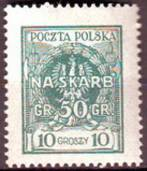 POCZTA POLSKA
NA SKARB
GR 50 GR
10 GROSZY 10